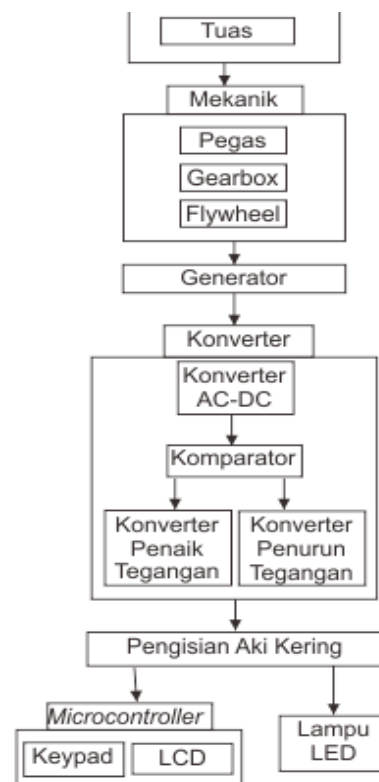 Tuas
Mekanik
Pegas
Gearbox
Flywheel
Generator
Konverter
Konverter
AC-DC
Komparator
Konverter
Penaik
Tegangan
Konverter
Penurun
Tegangan
Pengisian Aki Kering
Microcontroller
Keypad
LCD
Lampu
LED